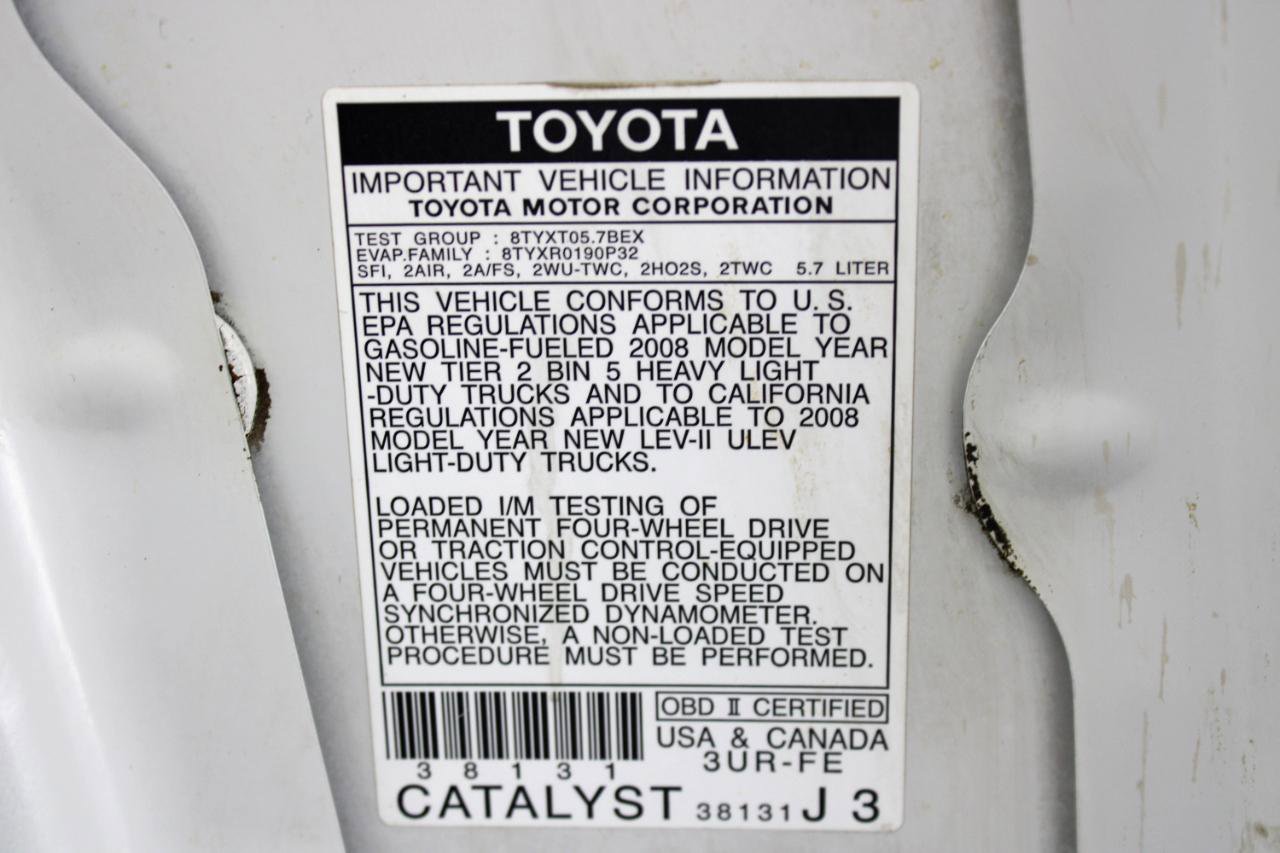 TOYOTA
IMPORTANT VEHICLE INFORMATION
TOYOTA MOTOR CORPORATION
TEST GROUP : 8TYXT05.7BEX
EVAP.FAMILY : 8TYXR0190P32
SFI, 2AIR, 2A/FS, 2WU-TWC, 2HO2S, 2TWC 5.7 LITER
THIS VEHICLE CONFORMS TO U.S.
EPA REGULATIONS APPLICABLE TO
GASOLINE-FUELED 2008 MODEL YEAR
NEW TIER 2 BIN 5 HEAVY LIGHT
-DUTY TRUCKS AND TO CALIFORNIA
REGULATIONS APPLICABLE TO 2008
MODEL YEAR NEW LEV-II ULEV
LIGHT-DUTY TRUCKS.
LOADED I/M TESTING OF
PERMANENT FOUR-WHEEL DRIVE
OR TRACTION CONTROL-EQUIPPED
VEHICLES MUST BE CONDUCTED ON
A FOUR-WHEEL DRIVE SPEED
SYNCHRONIZED DYNAMOMETER.
OTHERWISE, A NON-LOADED TEST
PROCEDURE MUST BE PERFORMED.
OBD II CERTIFIED
USA & CANADA
3UR-FE
38131
CATALYST 38131 J 3